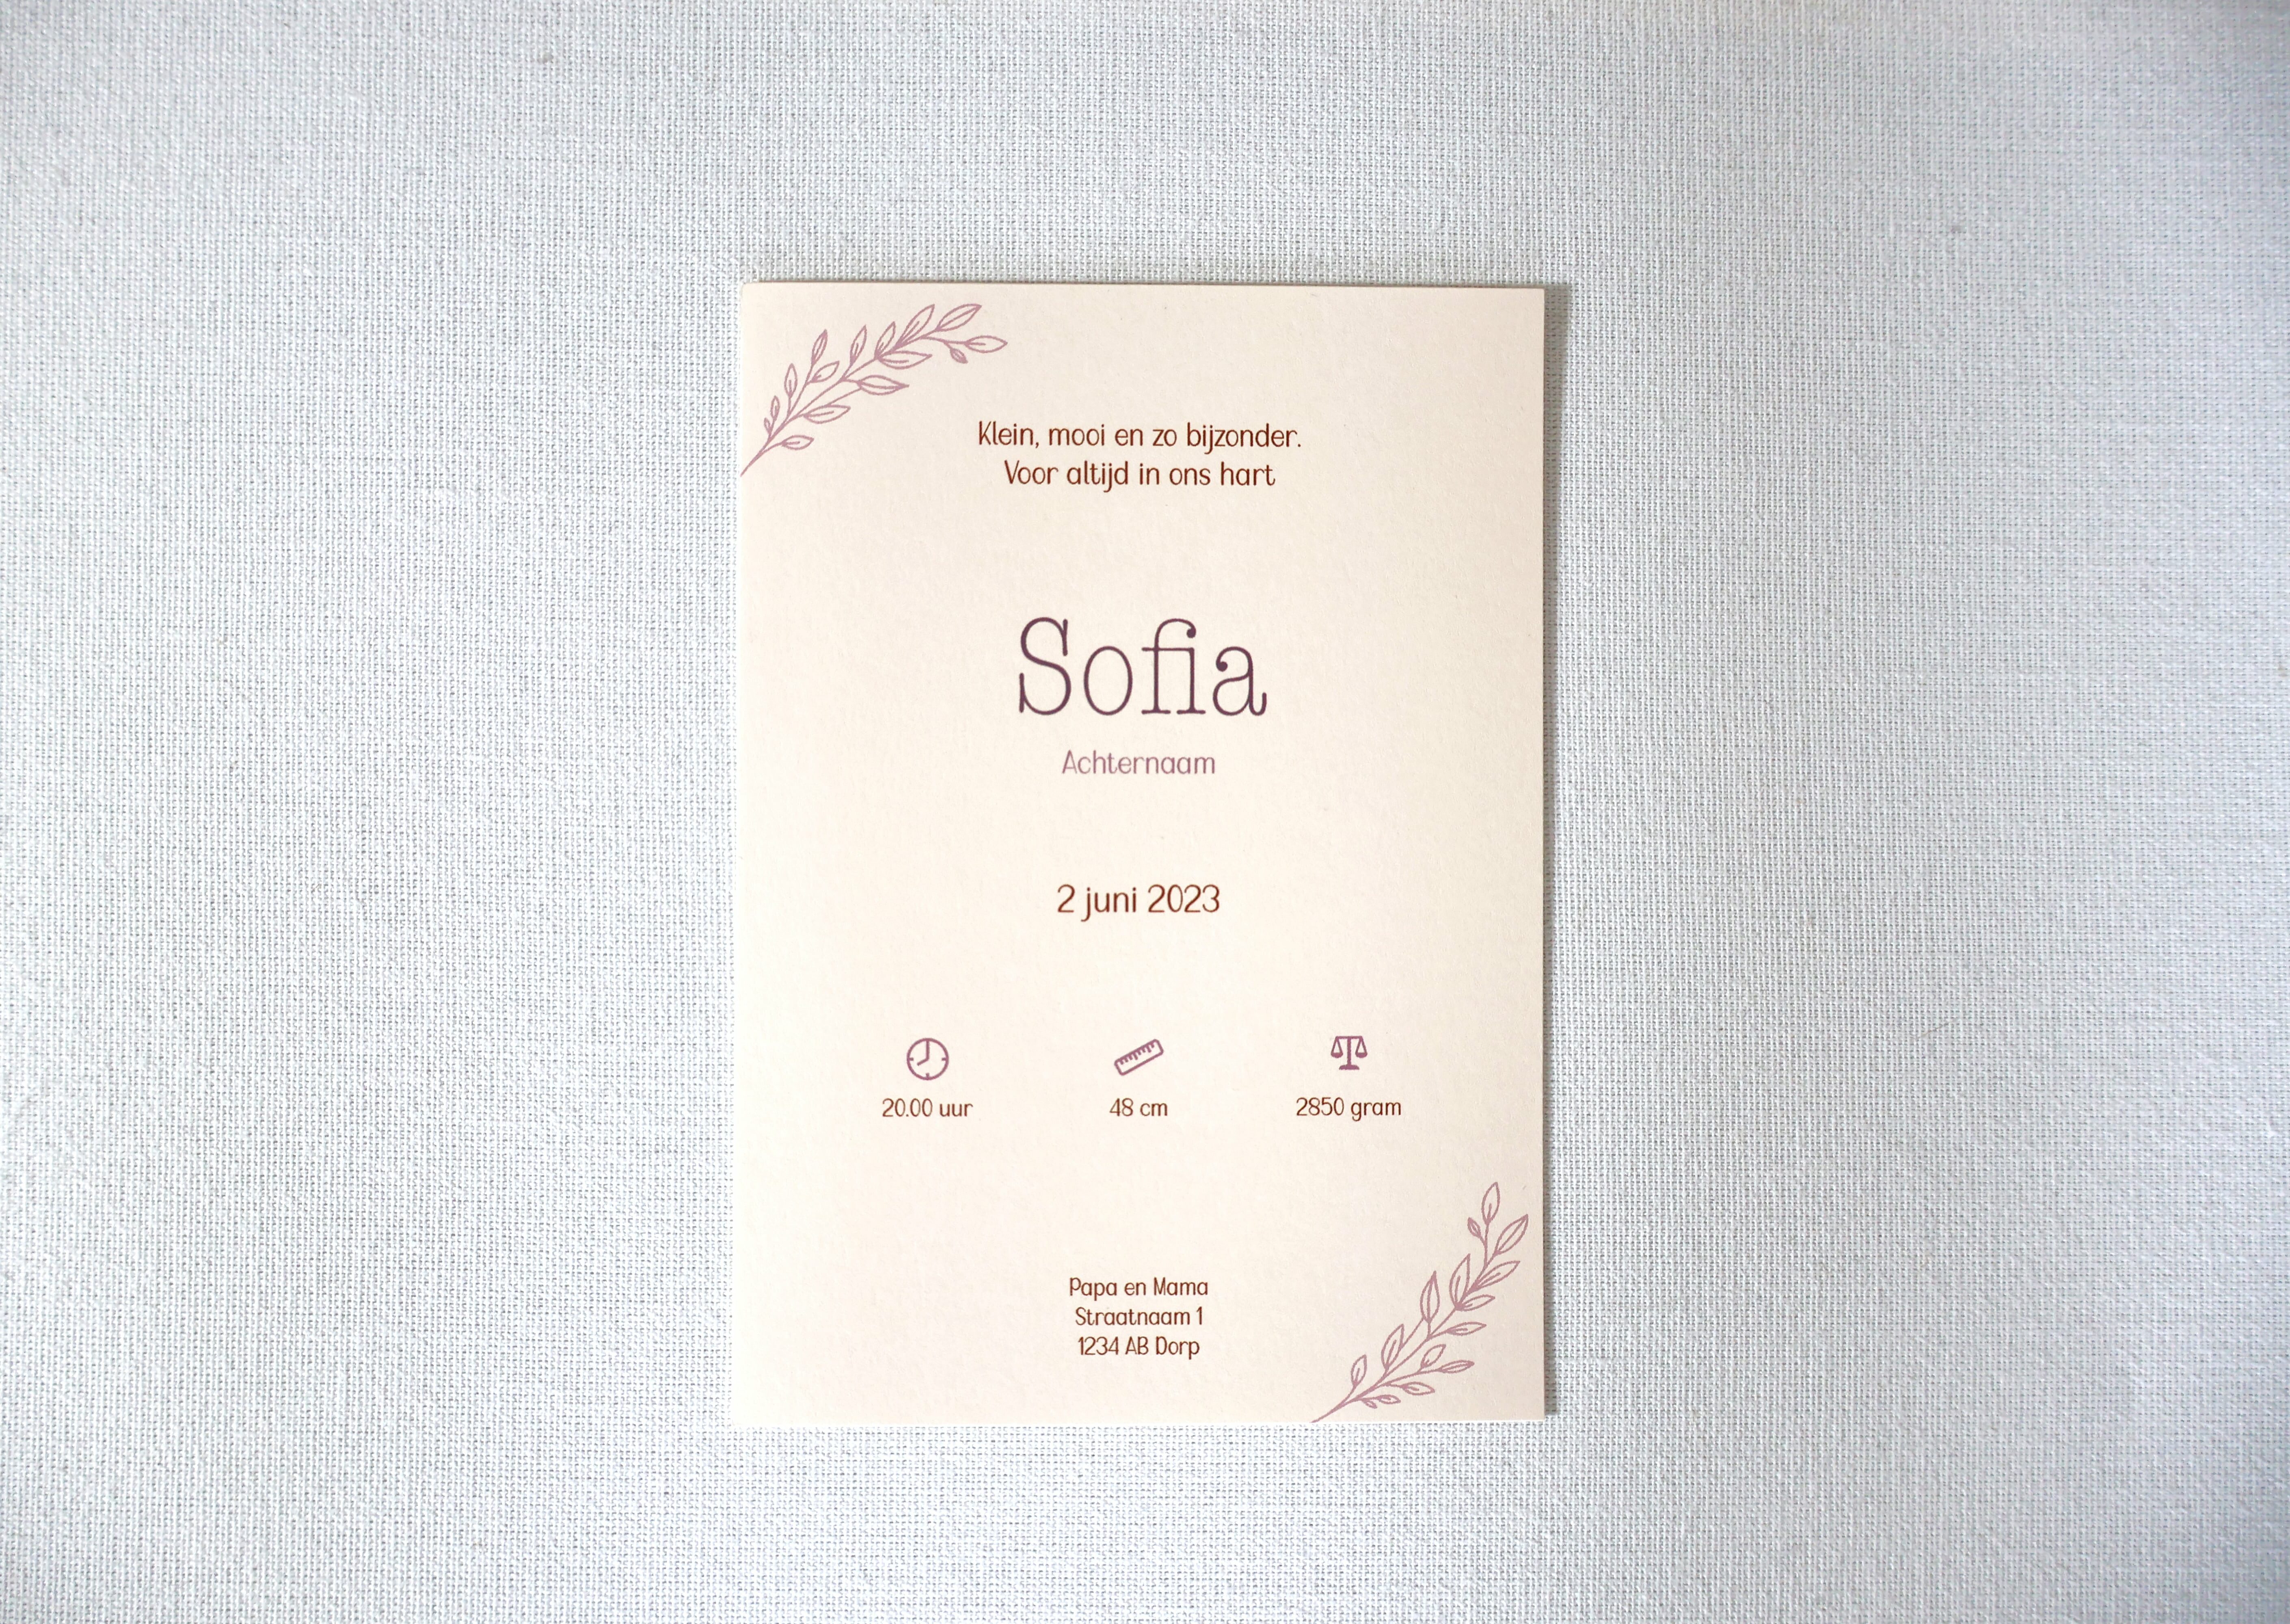 Klein, mooi en zo bijzonder.
Voor altijd in ons hart
Sofia
Achternaam
2 juni 2023
20.00 uur
48 cm
2850 gram
Papa en Mama
Straatnaam 1
1234 AB Dorp